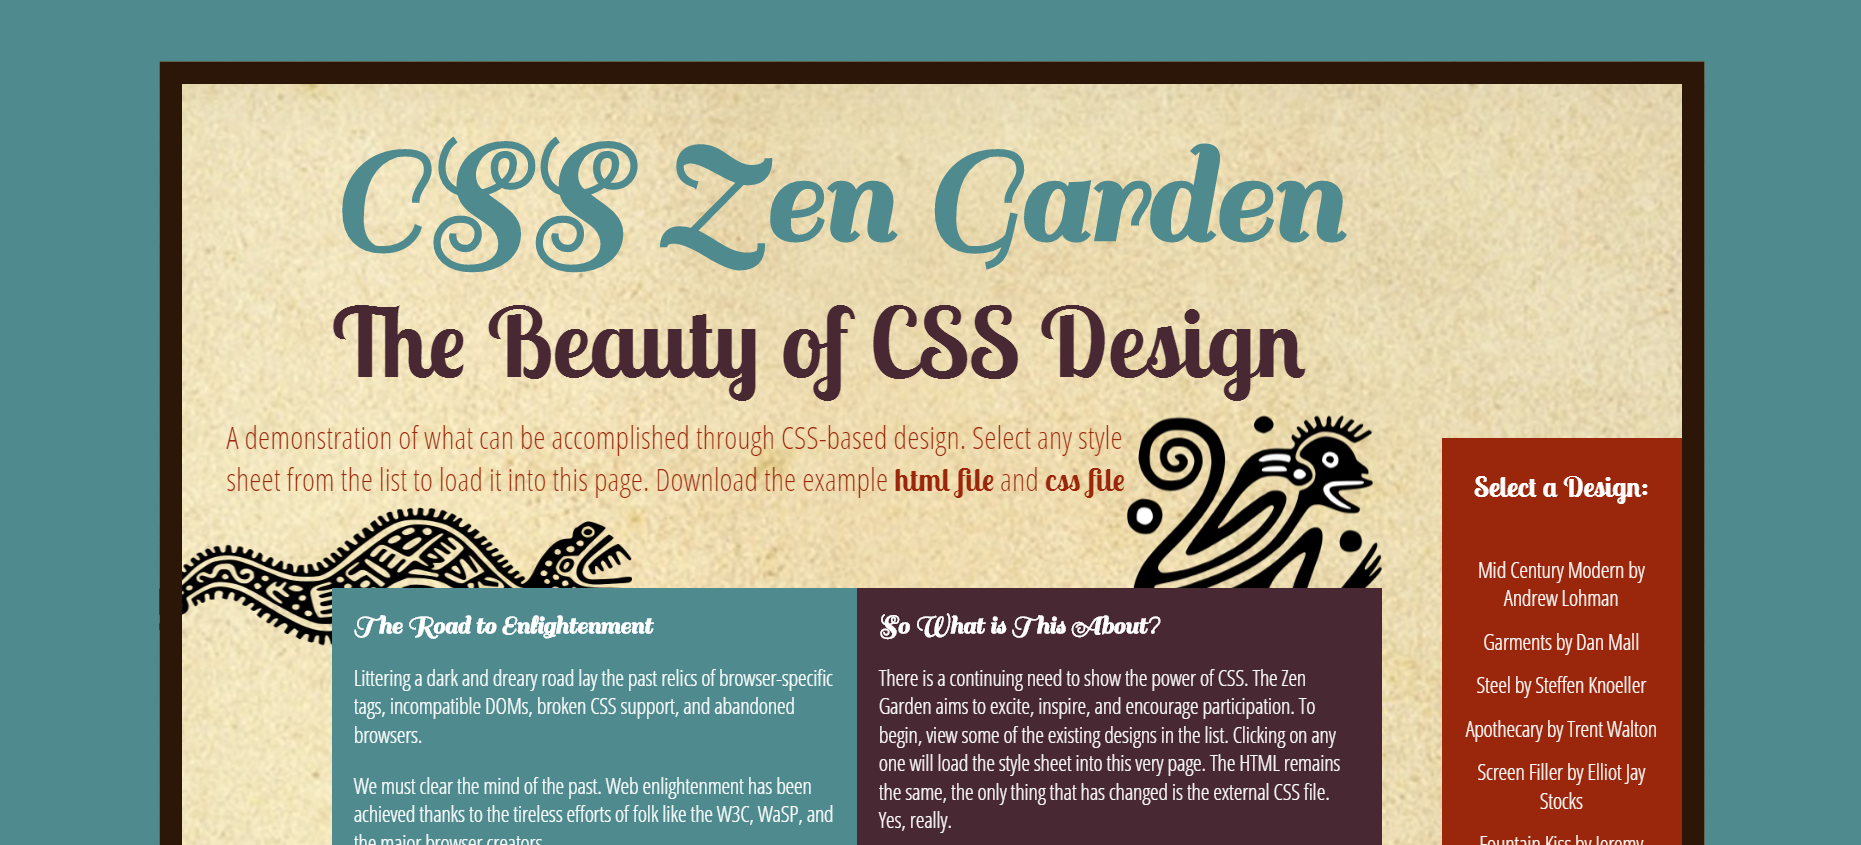 CSS Zen Garden
The Beauty of CSS Design
A demonstration of what can be accomplished through CSS-based design. Select any style
sheet from the list to load it into this page. Download the example html file and css file
The Road to Enlightenment
Littering a dark and dreary road lay the past relics of browser-specific
tags, incompatible DOMs, broken CSS support, and abandoned
browsers.
We must clear the mind of the past. Web enlightenment has been
achieved thanks to the tireless efforts of folk like the W3C, WaSP, and
the major browser creators.
So What is This About?
There is a continuing need to show the power of CSS. The Zen
Garden aims to excite, inspire, and encourage participation. To
begin, view some of the existing designs in the list. Clicking on any
one will load the style sheet into this very page. The HTML remains
the same, the only thing that has changed is the external CSS file.
Yes, really.
Select a Design:
Mid Century Modern by
Andrew Lohman
Garments by Dan Mall
Steel by Steffen Knoeller
Apothecary by Trent Walton
Screen Filler by Elliot Jay
Stocks
Fountain Kiss by Jeremy